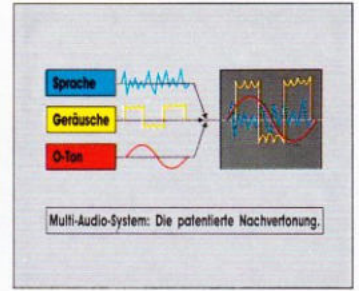 Sprache
Geräusche
O-Ton
Multi-Audio-System: Die patentierte Nachvertonung.